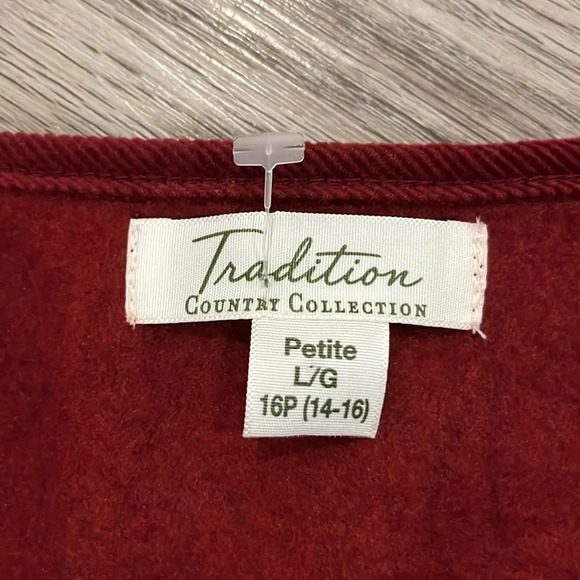 Tradition
COUNTRY COLLECTION
Petite
L/G
16P (14-16)